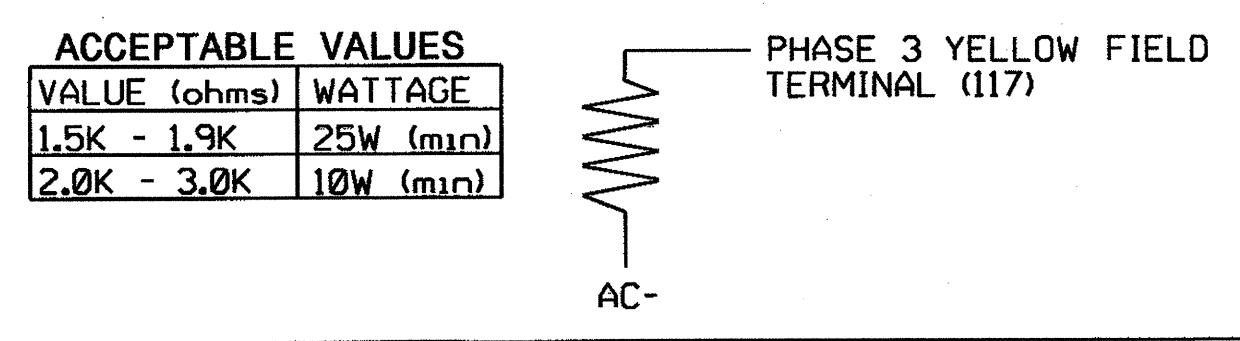 ACCEPTABLE VALUES
VALUE (ohms) WATTAGE
1.5K - 1.9K 25W (min)
2.0K - 3.0K 10W (min)
PHASE 3 YELLOW FIELD
TERMINAL (117)
AC-